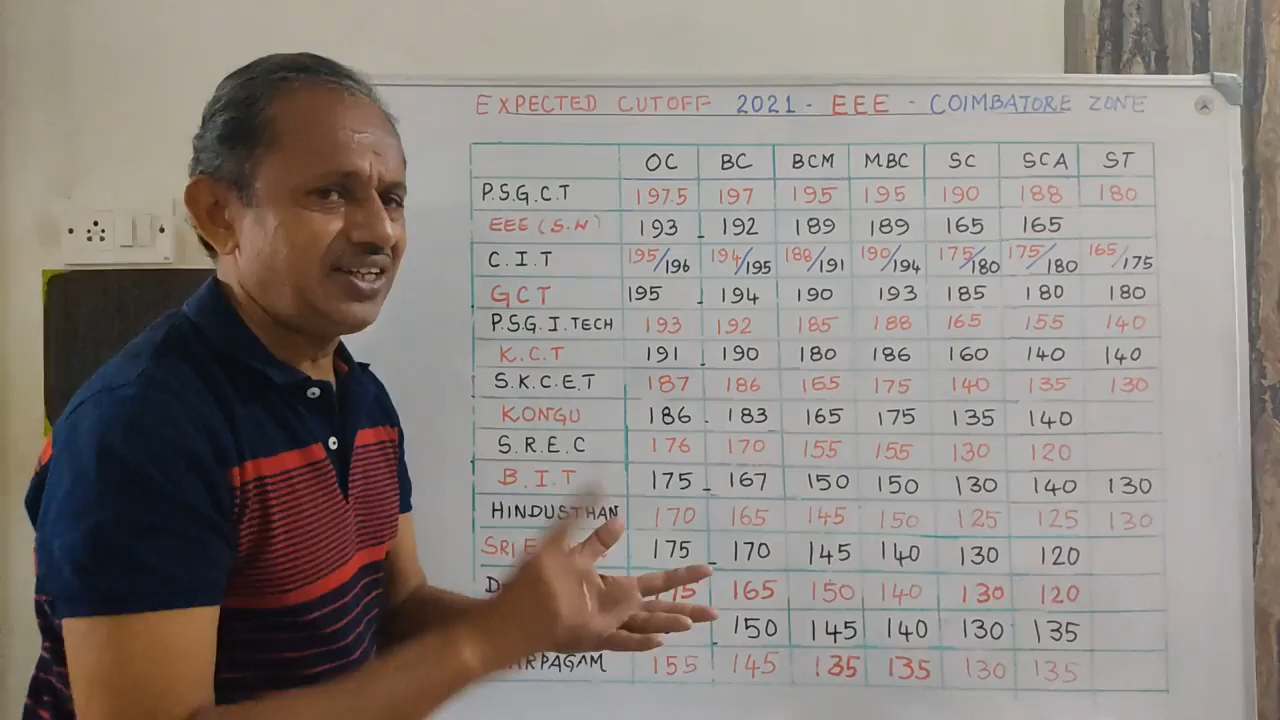 EXPECTED CUTOFF 2021 - EEE - COIMBATORE ZONE
OC BC BCM MBC SC SCA ST
P.S.G.C.T 197.5 197 195 195 190 188 180
EEE (S.W) 193 - 192 189 189 165 165
C.I.T 195/196 194/195 188/191 190/194 175/180 175/180 165/175
GCT 195 - 194 190 193 185 180 180
P.S.G.I.TECH 193 192 185 188 165 155 140
K.C.T 191 - 190 180 186 160 140 140
S.K.C.E.T 187 186 165 175 140 135 130
KONGU 186 - 183 165 175 135 140
S.R.E.C 176 170 155 155 130 120
B.I.T 175 - 167 150 150 130 140 130
HINDUSTHAN 170 165 145 150 125 125 130
SRI 175 - 170 145 140 130 120
165 150 140 130 120
150 145 140 130 135
155 145 135 135 130 135